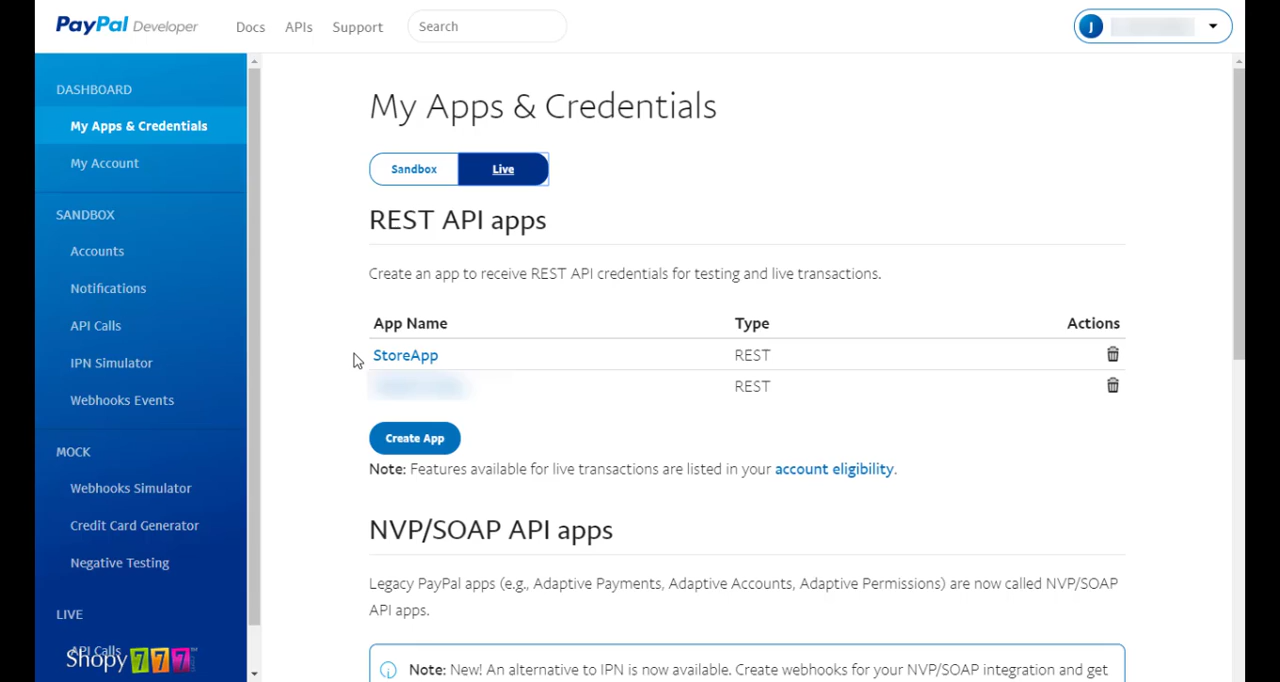 PayPal Developer
Docs
APIs
Support
Search
J
DASHBOARD
My Apps & Credentials
My Account
SANDBOX
Accounts
Notifications
API Calls
IPN Simulator
Webhooks Events
MOCK
Webhooks Simulator
Credit Card Generator
Negative Testing
LIVE
API Calls
Shopy777
My Apps & Credentials
Sandbox
Live
REST API apps
Create an app to receive REST API credentials for testing and live transactions.
App Name Type Actions
StoreApp REST
REST
Create App
Note: Features available for live transactions are listed in your account eligibility.
NVP/SOAP API apps
Legacy PayPal apps (e.g., Adaptive Payments, Adaptive Accounts, Adaptive Permissions) are now called NVP/SOAP
API apps.
Note: New! An alternative to IPN is now available. Create webhooks for your NVP/SOAP integration and get